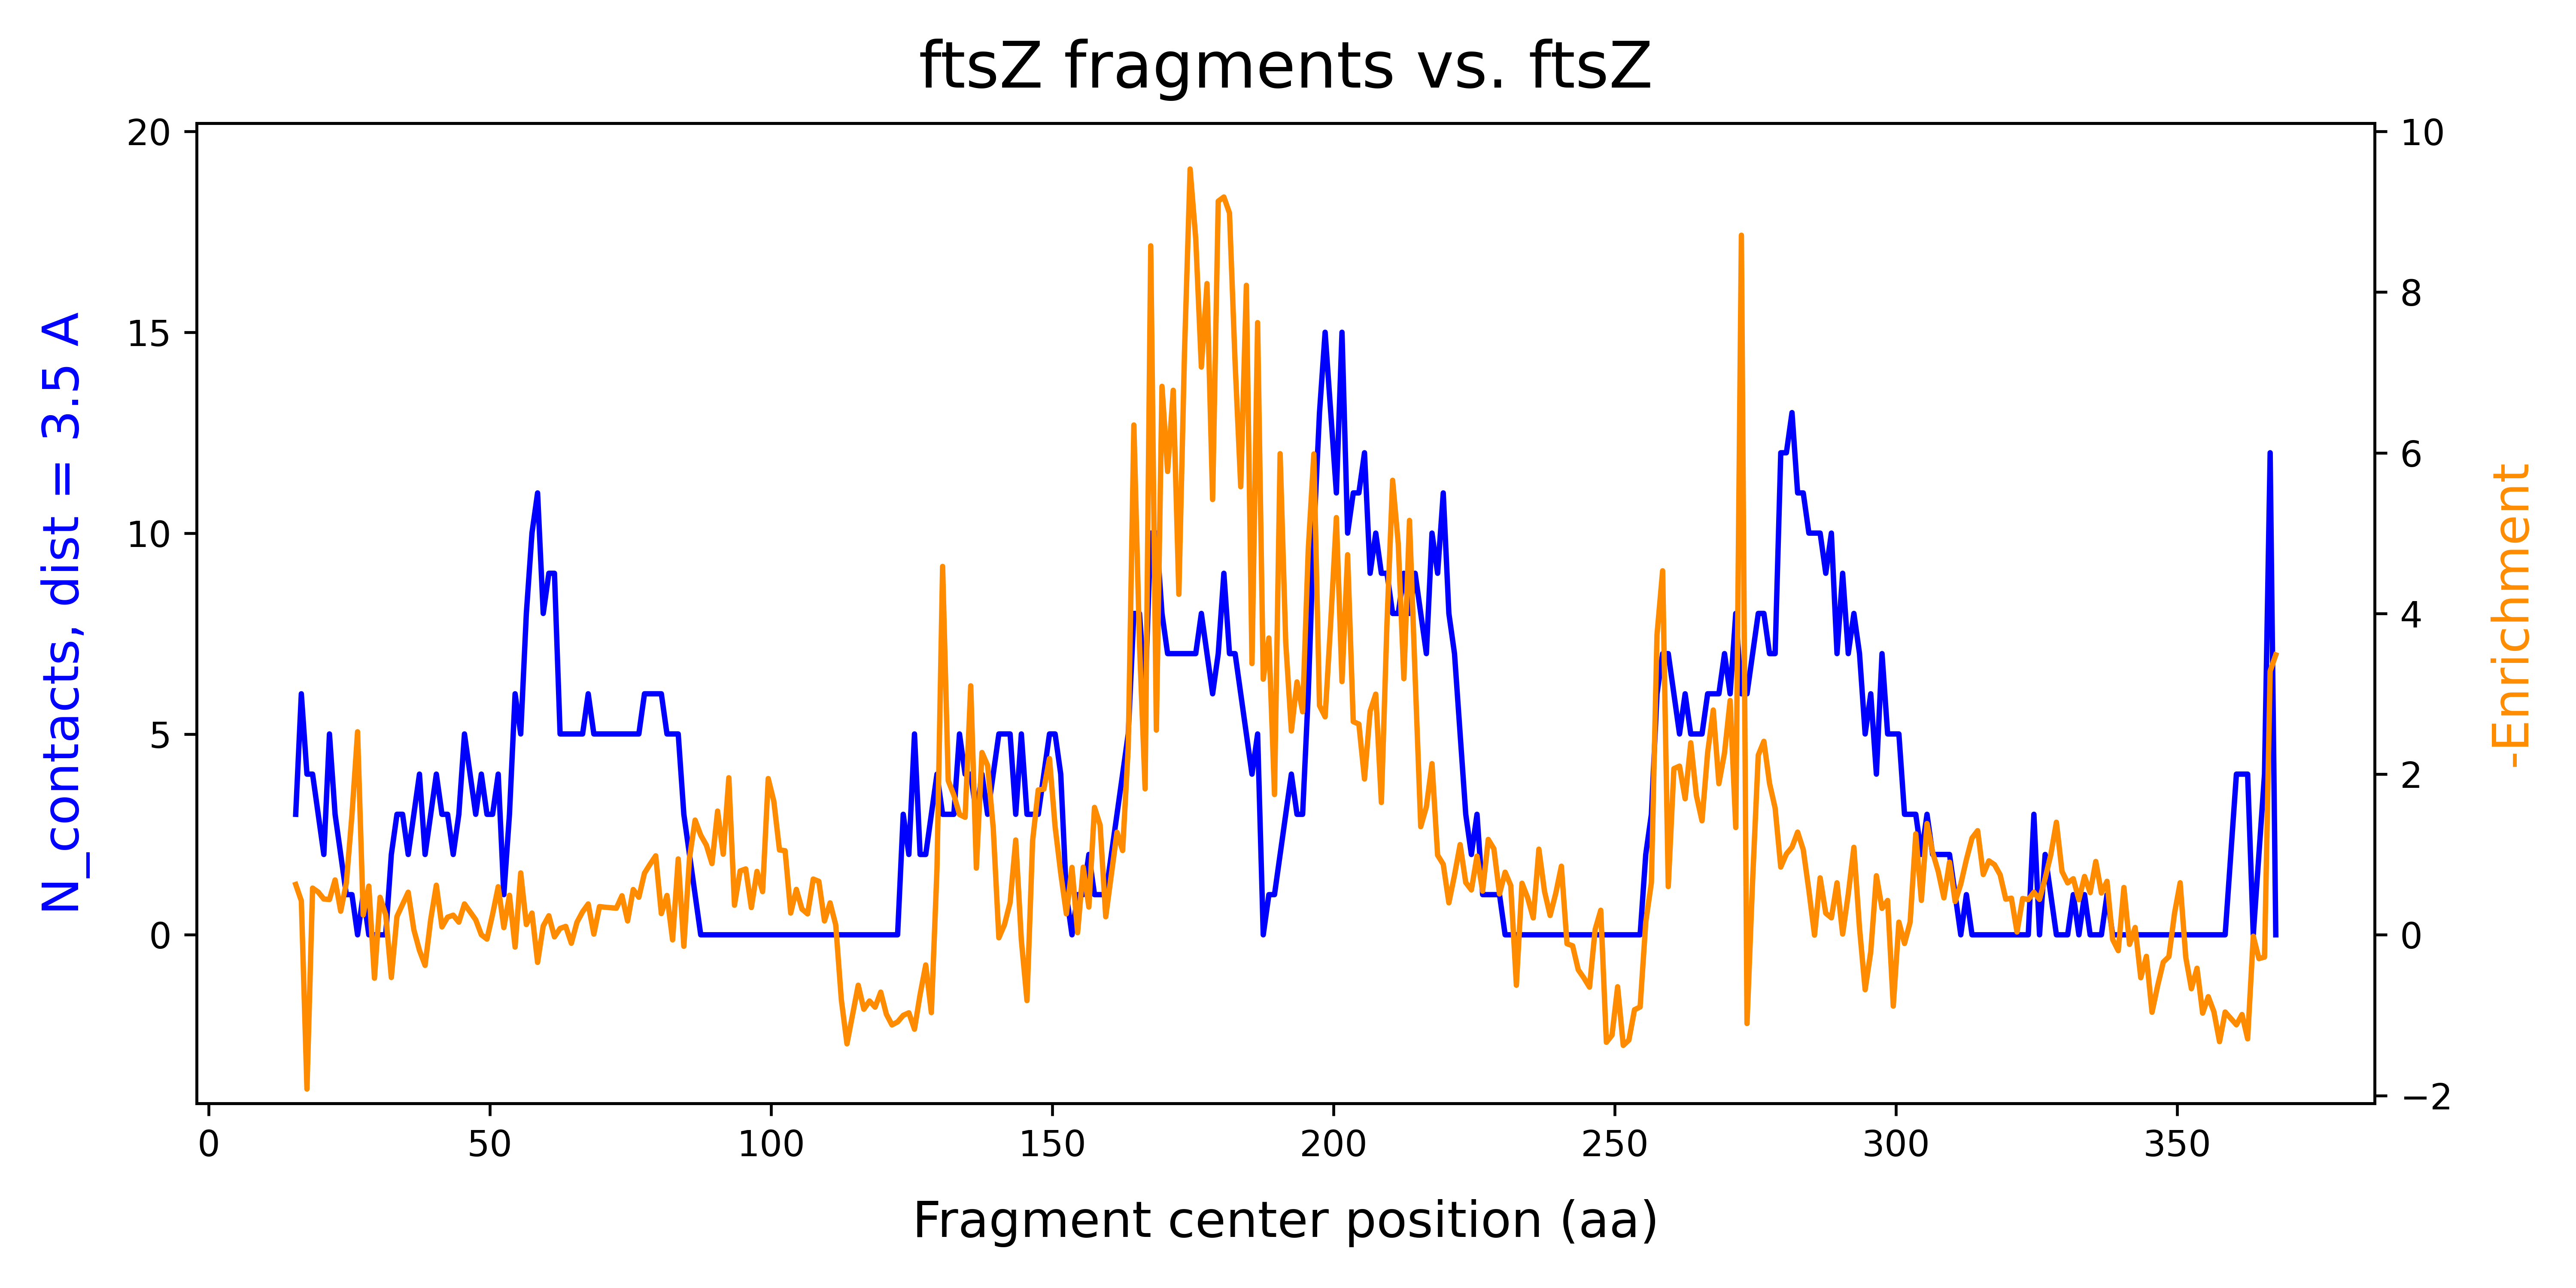 ftsZ fragments vs. ftsZ
N_contacts, dist = 3.5 A
20
15
10
5
0
10
8
6
4
2
0
−2
-Enrichment
0 50 100 150 200 250 300 350
Fragment center position (aa)